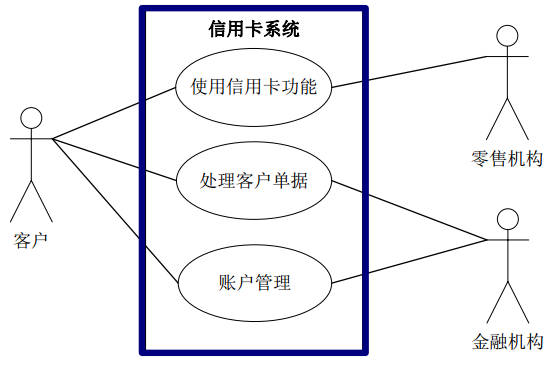 信用卡系统
使用信用卡功能
零售机构
处理客户单据
客户
账户管理
金融机构